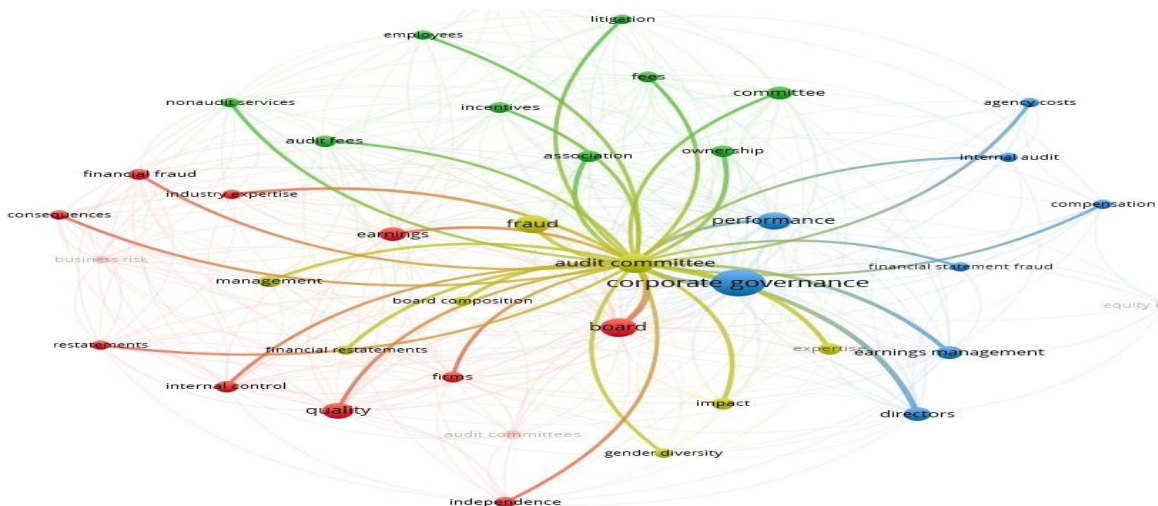 litigation
employees
fees
committee
nonaudit services
incentives
agency costs
audit fees
association
ownership
internal audit
financial fraud
industry expertise
consequences
fraud
performance
compensation
earnings
business risk
audit committee
financial statement fraud
management
corporate governance
board composition
equity
board
restatements
financial restatements
expertise
earnings management
firms
internal control
quality
impact
directors
audit committees
gender diversity
independence